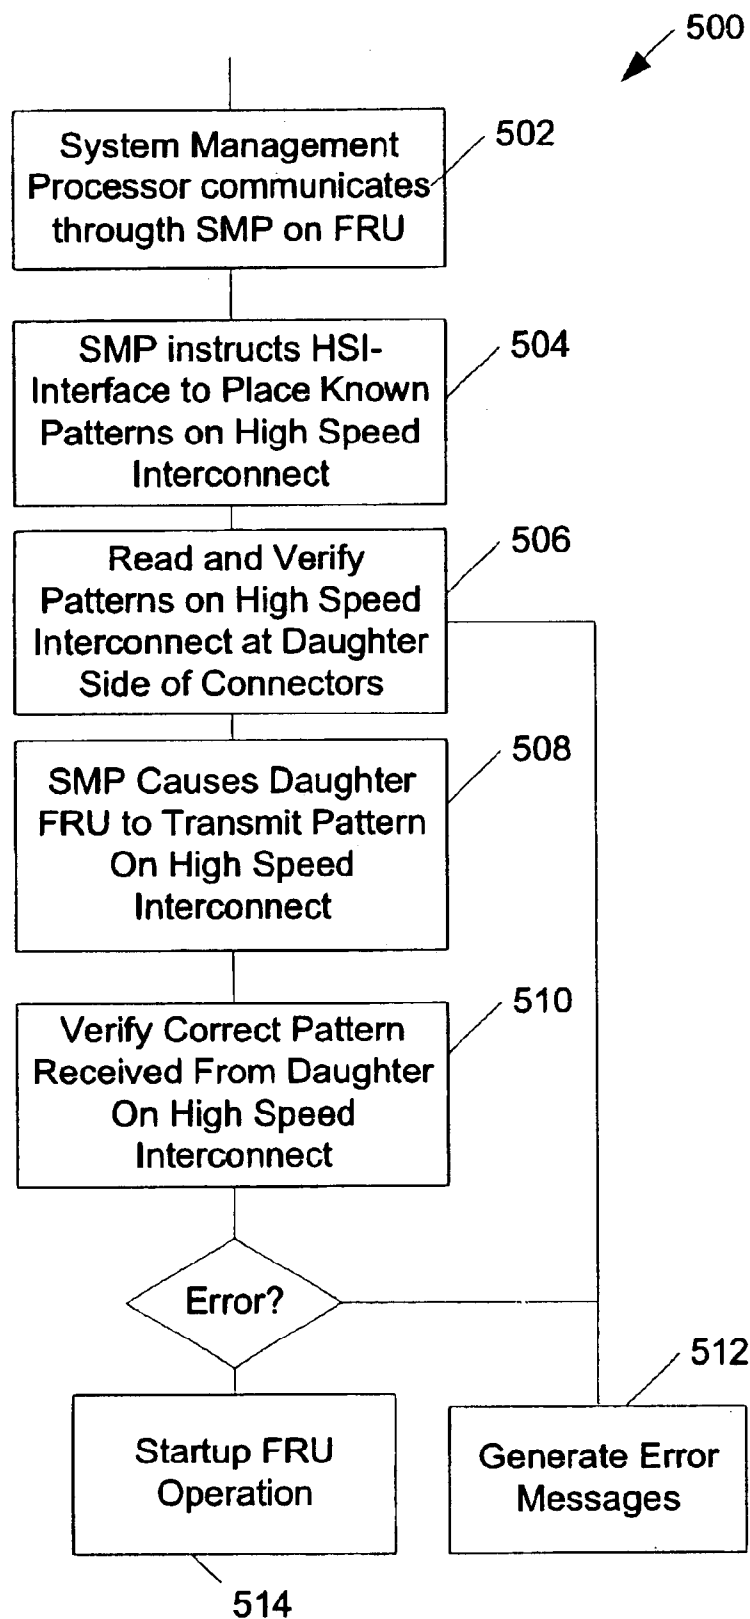 500
System Management
Processor communicates
througth SMP on FRU
502
SMP instructs HSI-
Interface to Place Known
Patterns on High Speed
Interconnect
504
Read and Verify
Patterns on High Speed
Interconnect at Daughter
Side of Connectors
506
SMP Causes Daughter
FRU to Transmit Pattern
On High Speed
Interconnect
508
Verify Correct Pattern
Received From Daughter
On High Speed
Interconnect
510
Error?
512
Startup FRU
Operation
Generate Error
Messages
514